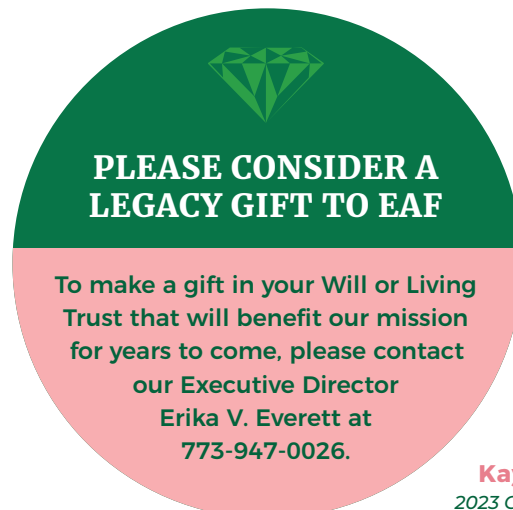 PLEASE CONSIDER A
LEGACY GIFT TO EAF
To make a gift in your Will or Living
Trust that will benefit our mission
for years to come, please contact
our Executive Director
Erika V. Everett at
773-947-0026.
2023